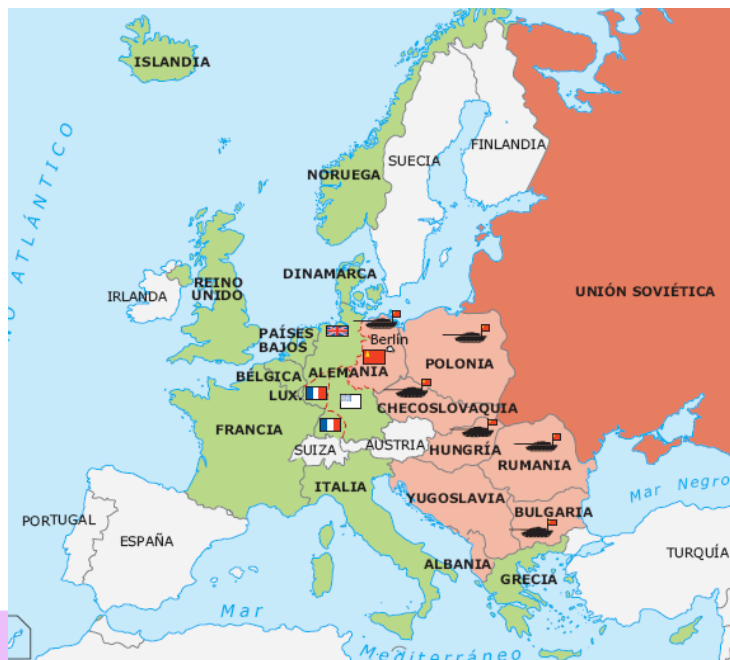 ISLANDIA
FINLANDIA
SUECIA
NORUEGA
O ATLÁNTICO
DINAMARCA
REINO
UNIDO
IRLANDA
UNIÓN SOVIÉTICA
PAÍSES
BAJOS
Berlín
POLONIA
BÉLGICA
ALEMANIA
LUX.
CHECOSLOVAQUIA
FRANCIA
AUSTRIA
SUIZA
HUNGRÍA
RUMANIA
ITALIA
YUGOSLAVIA
Mar Negro
BULGARIA
PORTUGAL
ESPAÑA
TURQUÍA
ALBANIA
GRECIA
Mar
Mediterráneo